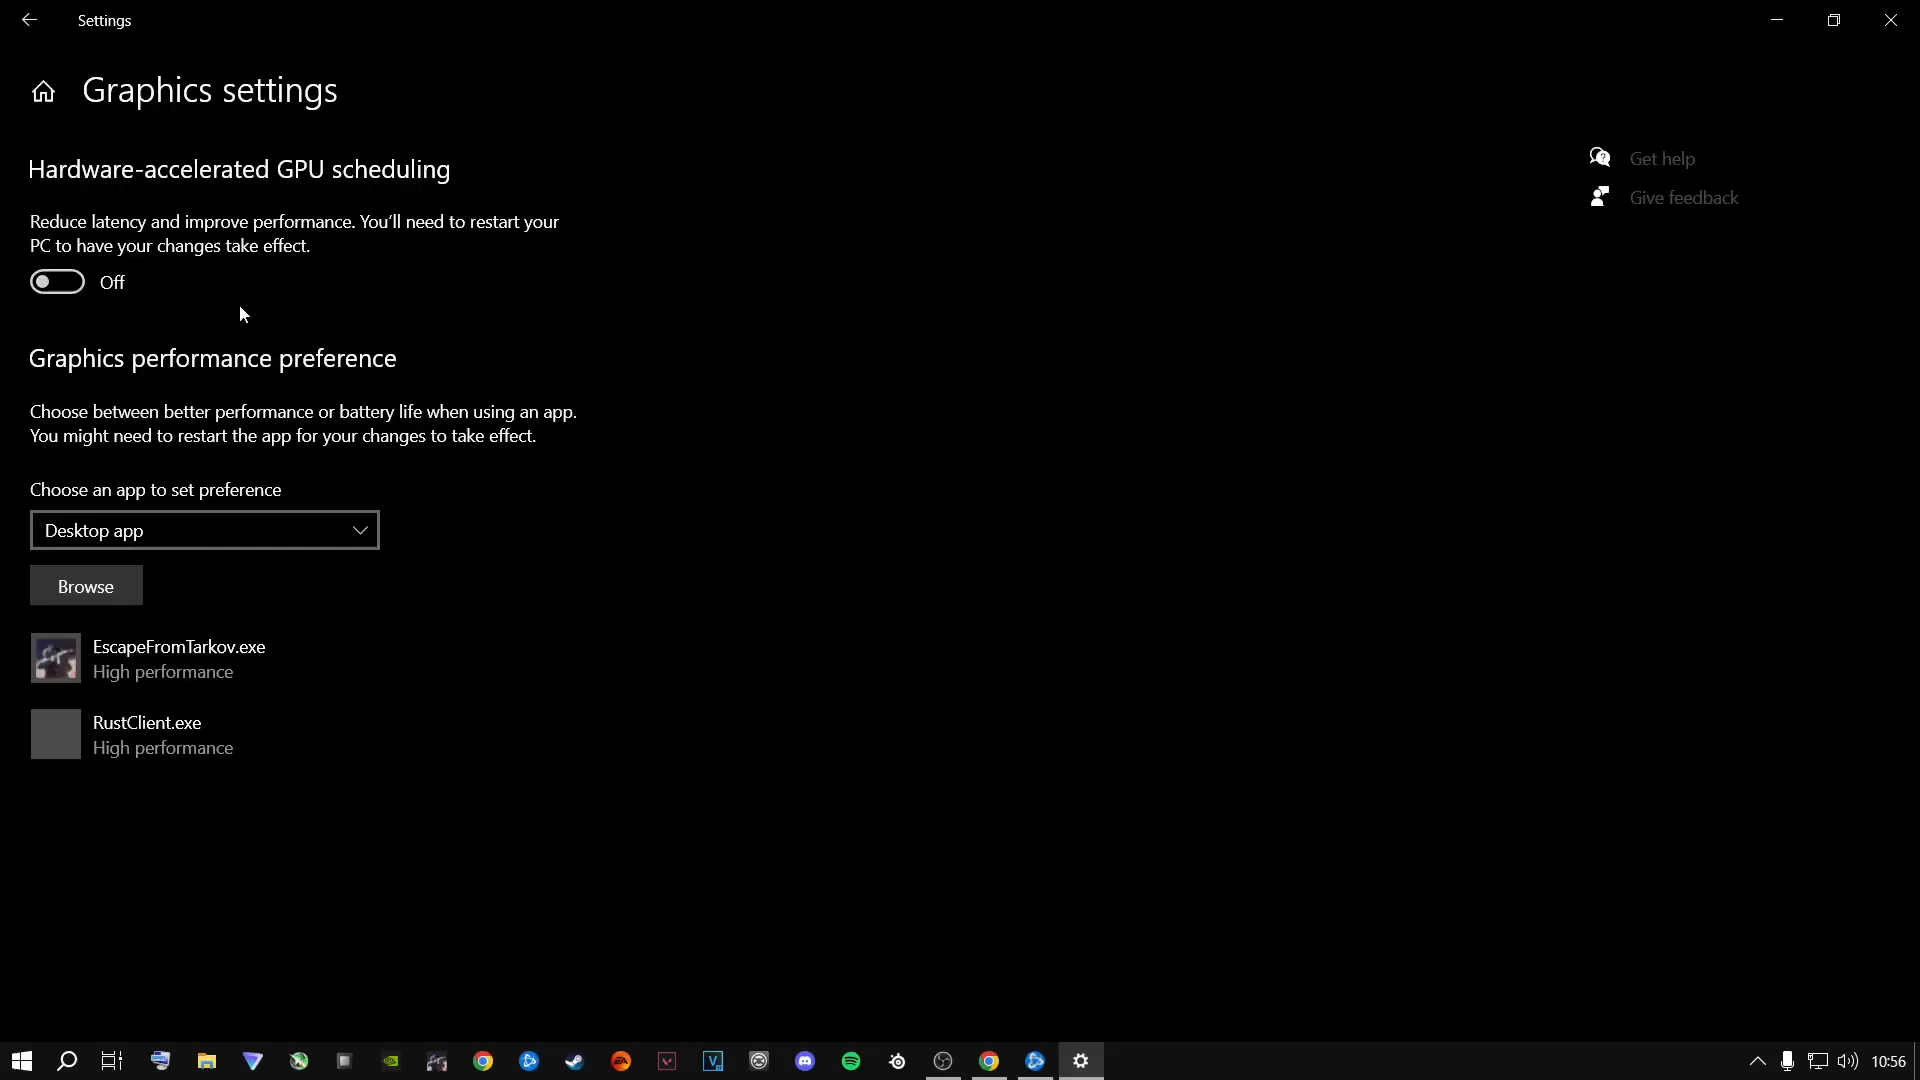 Settings
Graphics settings
Hardware-accelerated GPU scheduling
Reduce latency and improve performance. You'll need to restart your
PC to have your changes take effect.
Off
Graphics performance preference
Choose between better performance or battery life when using an app.
You might need to restart the app for your changes to take effect.
Choose an app to set preference
Desktop app
Browse
EscapeFromTarkov.exe
High performance
RustClient.exe
High performance
Get help
Give feedback
10:56